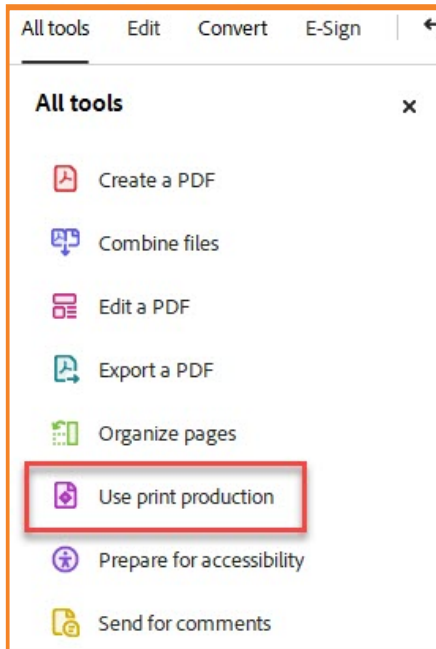 All tools Edit Convert E-Sign
All tools
Create a PDF
Combine files
Edit a PDF
Export a PDF
Organize pages
Use print production
Prepare for accessibility
Send for comments